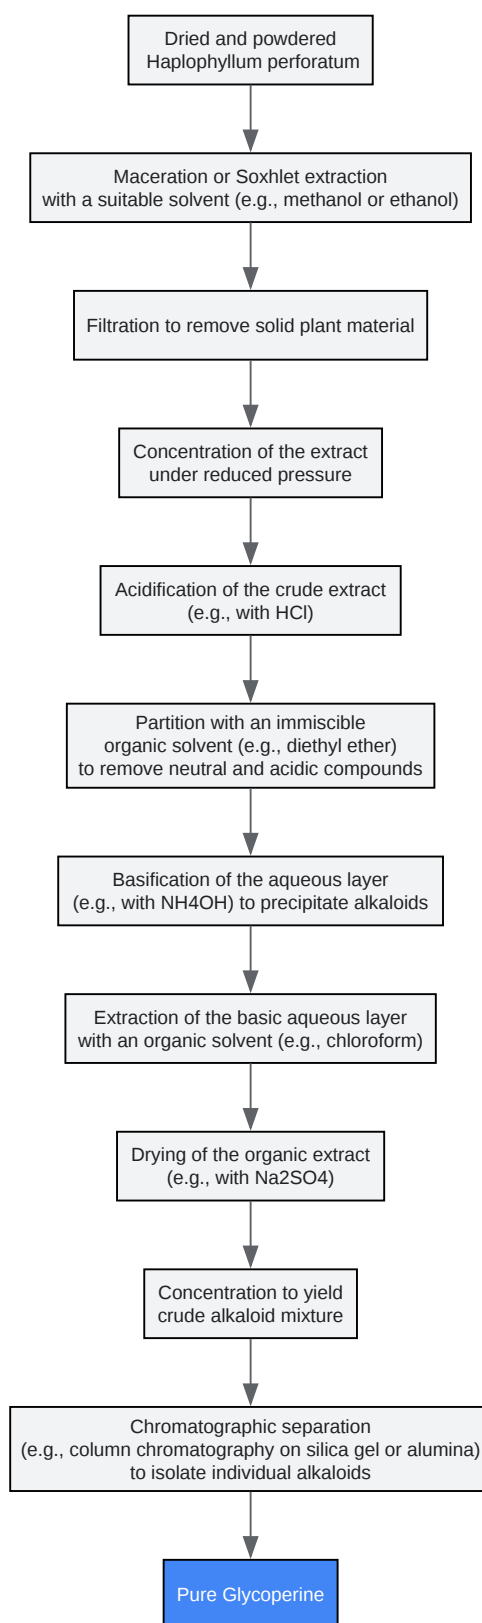 Dried and powdered
Haplophyllum perforatum
Maceration or Soxhlet extraction
with a suitable solvent (e.g., methanol or ethanol)
Filtration to remove solid plant material
Concentration of the extract
under reduced pressure
Acidification of the crude extract
(e.g., with HCl)
Partition with an immiscible
organic solvent (e.g., diethyl ether)
to remove neutral and acidic compounds
Basification of the aqueous layer
(e.g., with NH4OH) to precipitate alkaloids
Extraction of the basic aqueous layer
with an organic solvent (e.g., chloroform)
Drying of the organic extract
(e.g., with Na2SO4)
Concentration to yield
crude alkaloid mixture
Chromatographic separation
(e.g., column chromatography on silica gel or alumina)
to isolate individual alkaloids
Pure Glycoperine